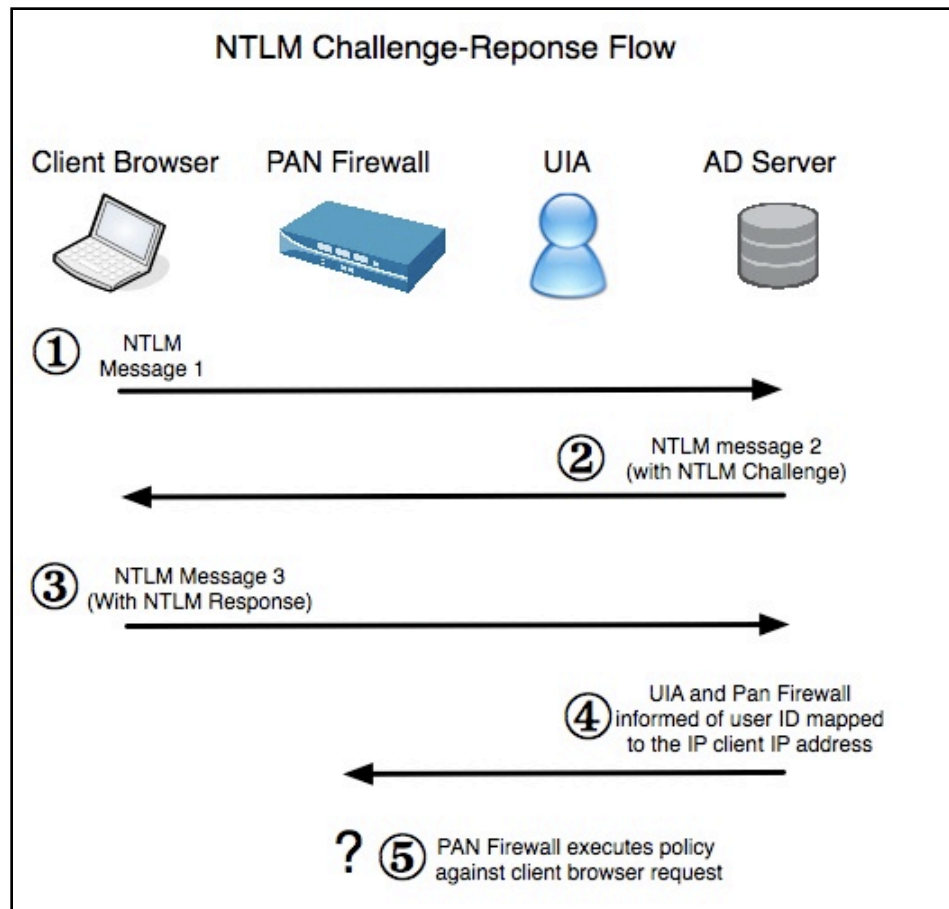 NTLM Challenge-Reponse Flow
Client Browser
PAN Firewall
UIA
AD Server
①
NTLM
Message 1
②
NTLM message 2
(with NTLM Challenge)
③
NTLM Message 3
(With NTLM Response)
④
UIA and Pan Firewall
informed of user ID mapped
to the IP client IP address
?
⑤
PAN Firewall executes policy
against client browser request